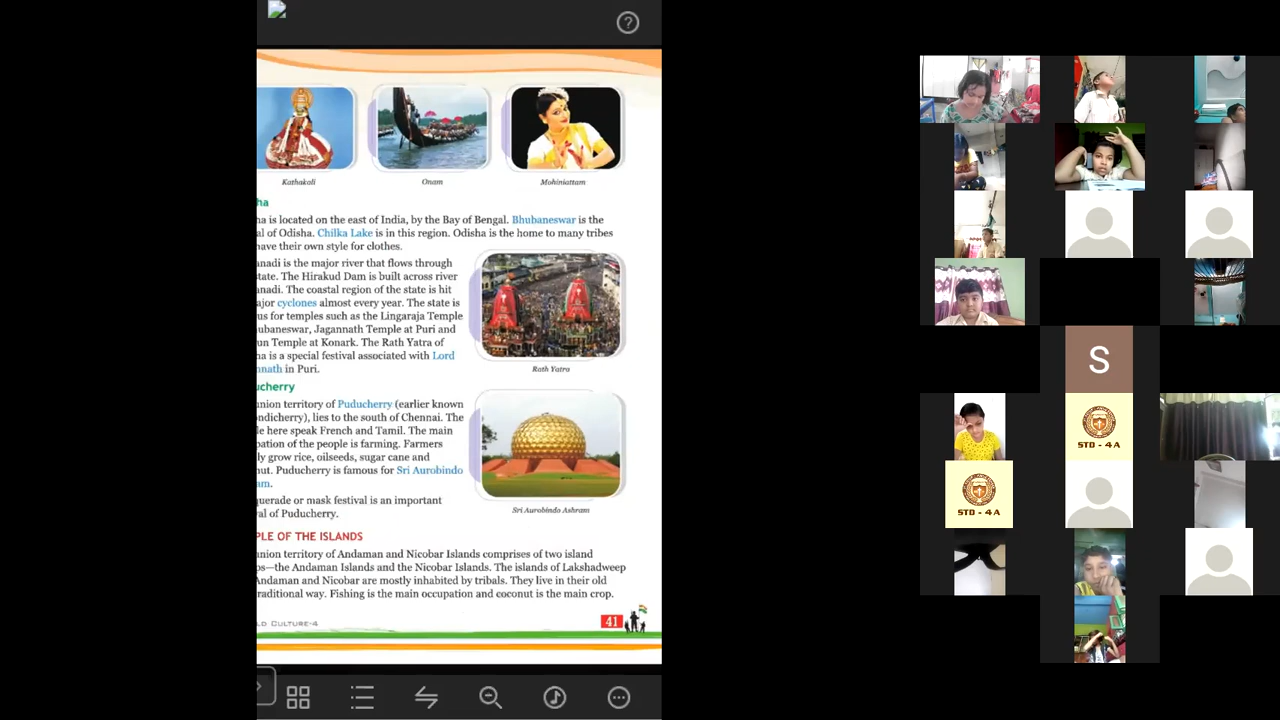 Kathakali
Onam
Mohiniattam
ha
ha is located on the east of India, by the Bay of Bengal. Bhubaneswar is the
al of Odisha. Chilka Lake is in this region. Odisha is the home to many tribes
have their own style for clothes.
anadi is the major river that flows through
state. The Hirakud Dam is built across river
anadi. The coastal region of the state is hit
ajor cyclones almost every year. The state is
us for temples such as the Lingaraja Temple
ubaneswar, Jagannath Temple at Puri and
un Temple at Konark. The Rath Yatra of
ha is a special festival associated with Lord
nnath in Puri.
Rath Yatra
ucherry
nion territory of Puducherry (earlier known
ondicherry), lies to the south of Chennai. The
le here speak French and Tamil. The main
pation of the people is farming. Farmers
ly grow rice, oilseeds, sugar cane and
nut. Puducherry is famous for Sri Aurobindo
am.
querade or mask festival is an important
val of Puducherry.
Sri Aurobindo Ashram
PLE OF THE ISLANDS
nion territory of Andaman and Nicobar Islands comprises of two island
ps—the Andaman Islands and the Nicobar Islands. The islands of Lakshadweep
Andaman and Nicobar are mostly inhabited by tribals. They live in their old
traditional way. Fishing is the main occupation and coconut is the main crop.
LD CULTURE-4
41
S
STD - 4A
STD - 4A